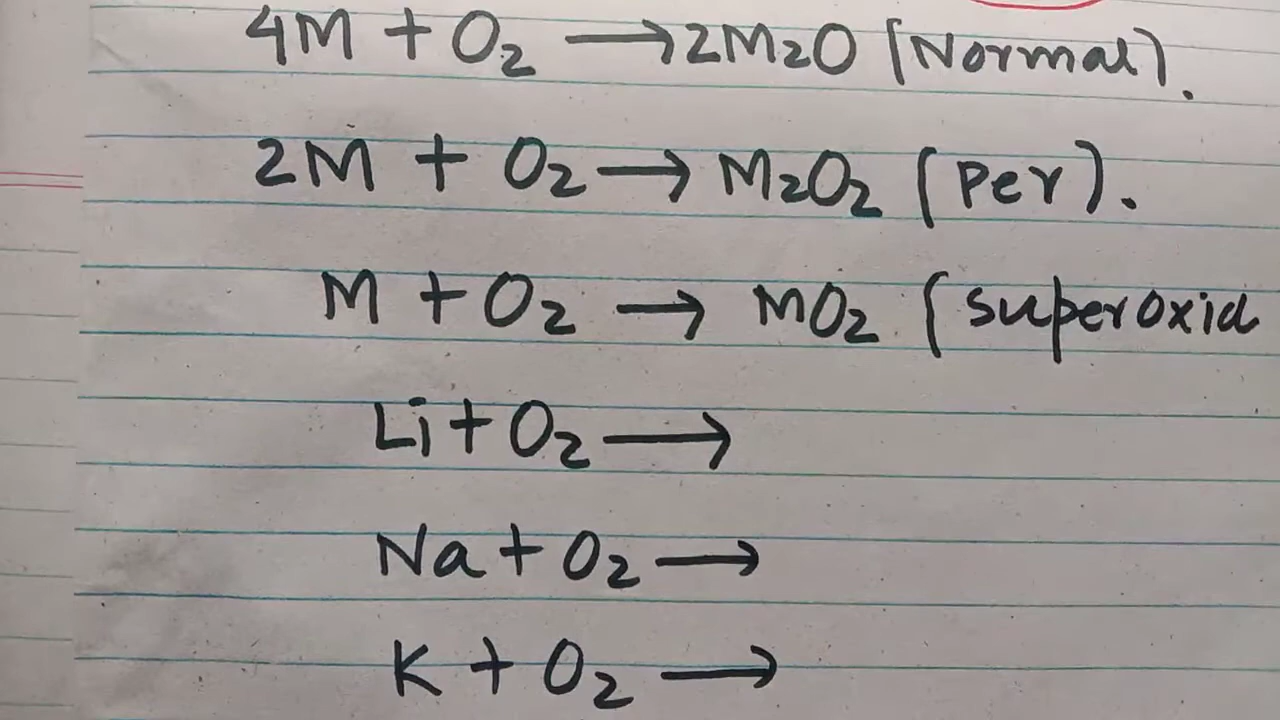 4M + O₂ → 2M₂O (Normal).
2M + O₂ → M₂O₂ (Per).
M + O₂ → MO₂ (superoxid
Li + O₂ →
Na + O₂ →
K + O₂ →